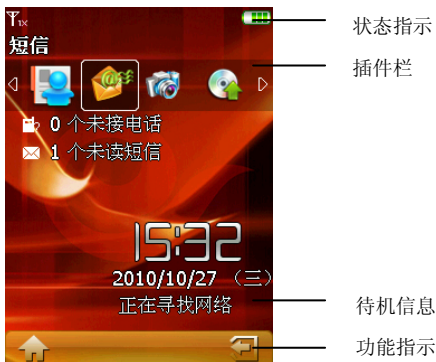 1X
短信
0 个未接电话
1 个未读短信
15:32
2010/10/27 （三）
正在寻找网络
状态指示
插件栏
待机信息
功能指示